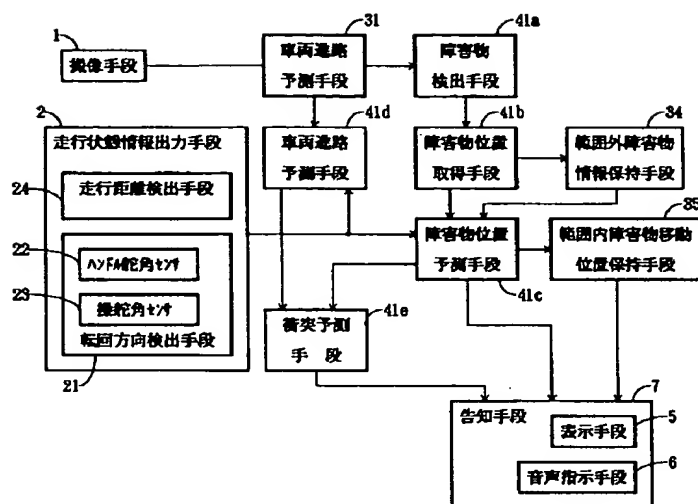 1
撮像手段
31
車両進路
予測手段
41a
障害物
検出手段
2
走行状態情報出力手段
24
走行距離検出手段
22
ハンドル舵角センサ
23
操舵角センサ
転回方向検出手段
21
41d
車両進路
予測手段
41b
障害物位置
取得手段
34
範囲外障害物
情報保持手段
障害物位置
予測手段
41c
35
範囲内障害物移動
位置保持手段
衝突予測
手 段
41e
7
告知手段
表示手段
5
音声指示手段
6